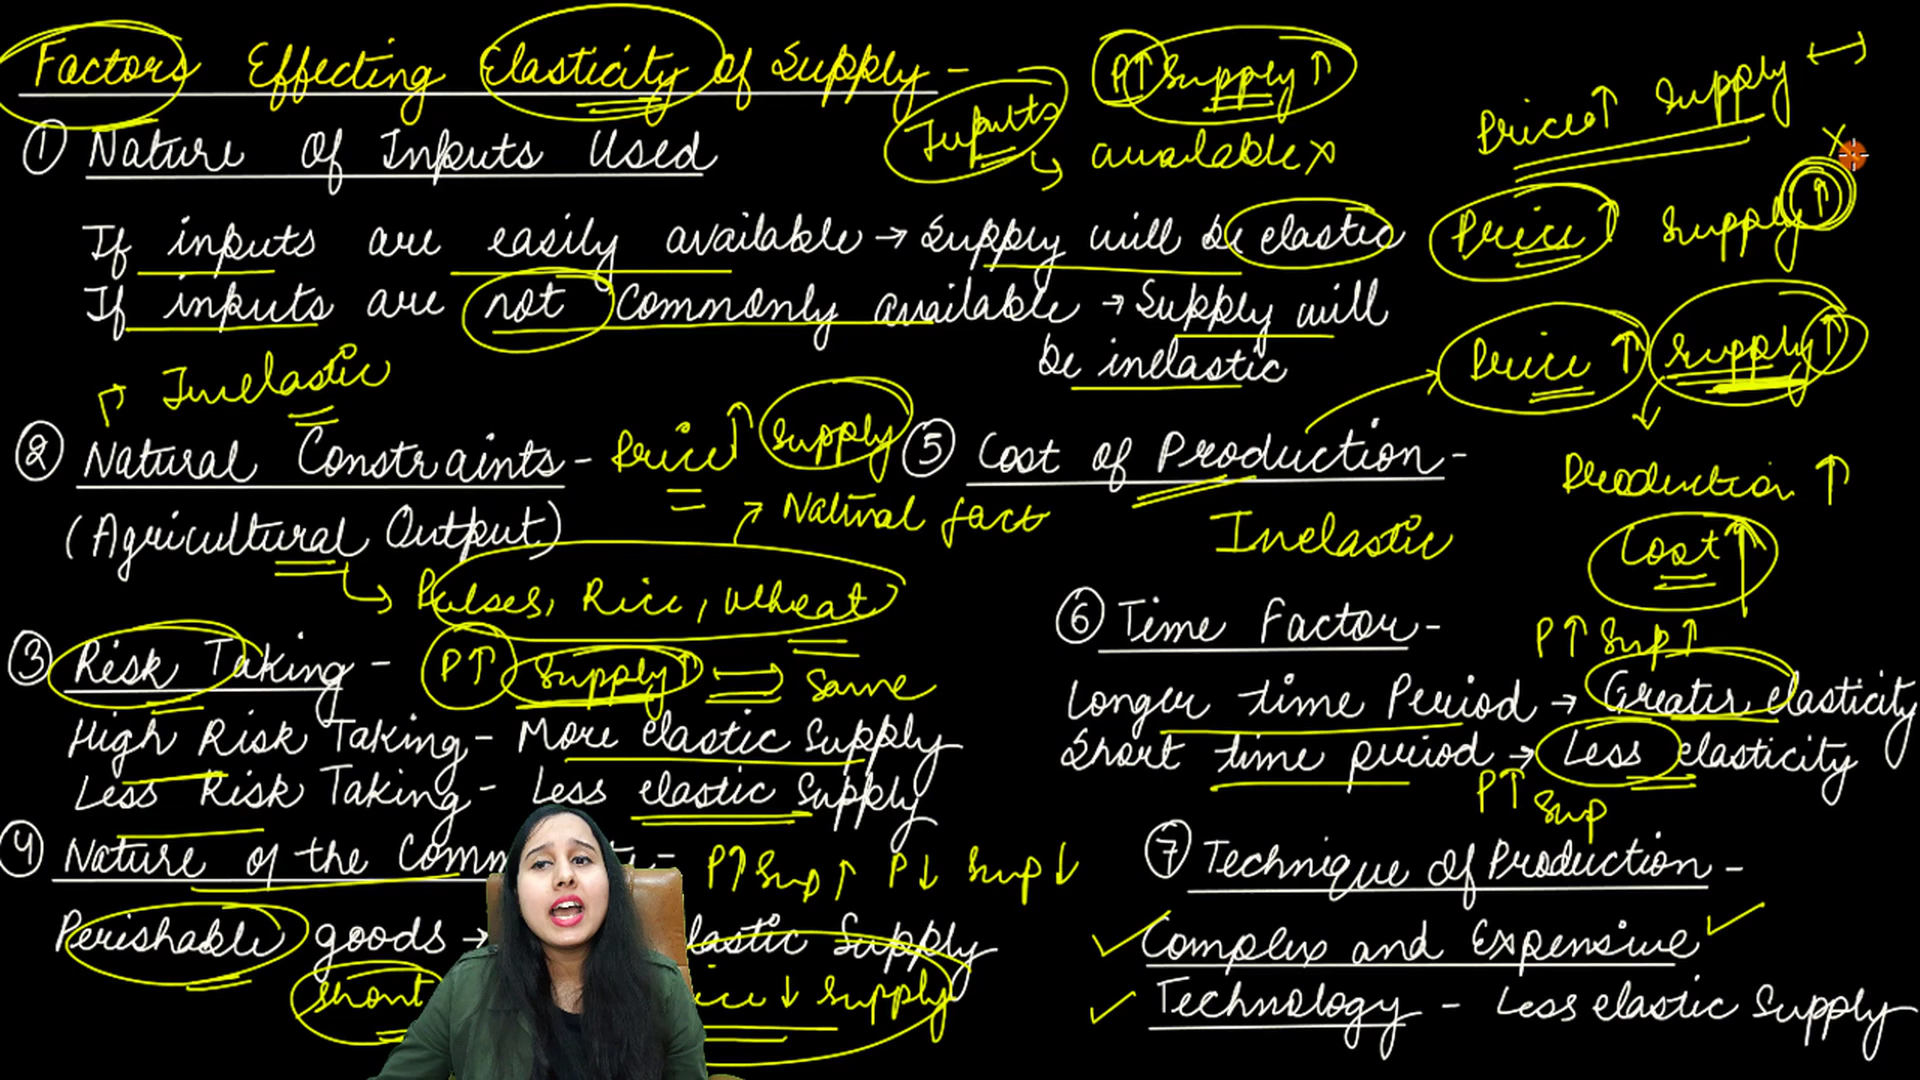 Factors Effecting Elasticity of Supply -
P↑ Supply ↑
Inputs
available x
Price ↑ Supply ↔
x
① Nature Of Inputs Used
If inputs are easily available → Supply will be elastic
Price ↑ Supply ↑
If inputs are not commonly available → Supply will
be inelastic
Price ↑ Supply ↑
Inelastic
② Natural Constraints - Price ↑ Supply
(Agricultural Output)
Natural fact
Pulses, Rice, Wheat
③ Risk Taking - P↑ Supply ↑ Same
High Risk Taking - More elastic Supply
Less Risk Taking - Less elastic Supply
④ Nature of the Comm - P↑ Sup ↑ P↓ Sup ↓
Perishable goods → lastic Supply
short ice ↓ Supply
⑤ Cost of Production -
Production ↑
Inelastic
Cost ↑
⑥ Time Factor -
P↑ Sup ↑
Longer time Period → Greater elasticity
Short time period → Less elasticity
P↑ Sup
⑦ Technique Of Production -
Complex and Expensive
Technology - Less elastic Supply